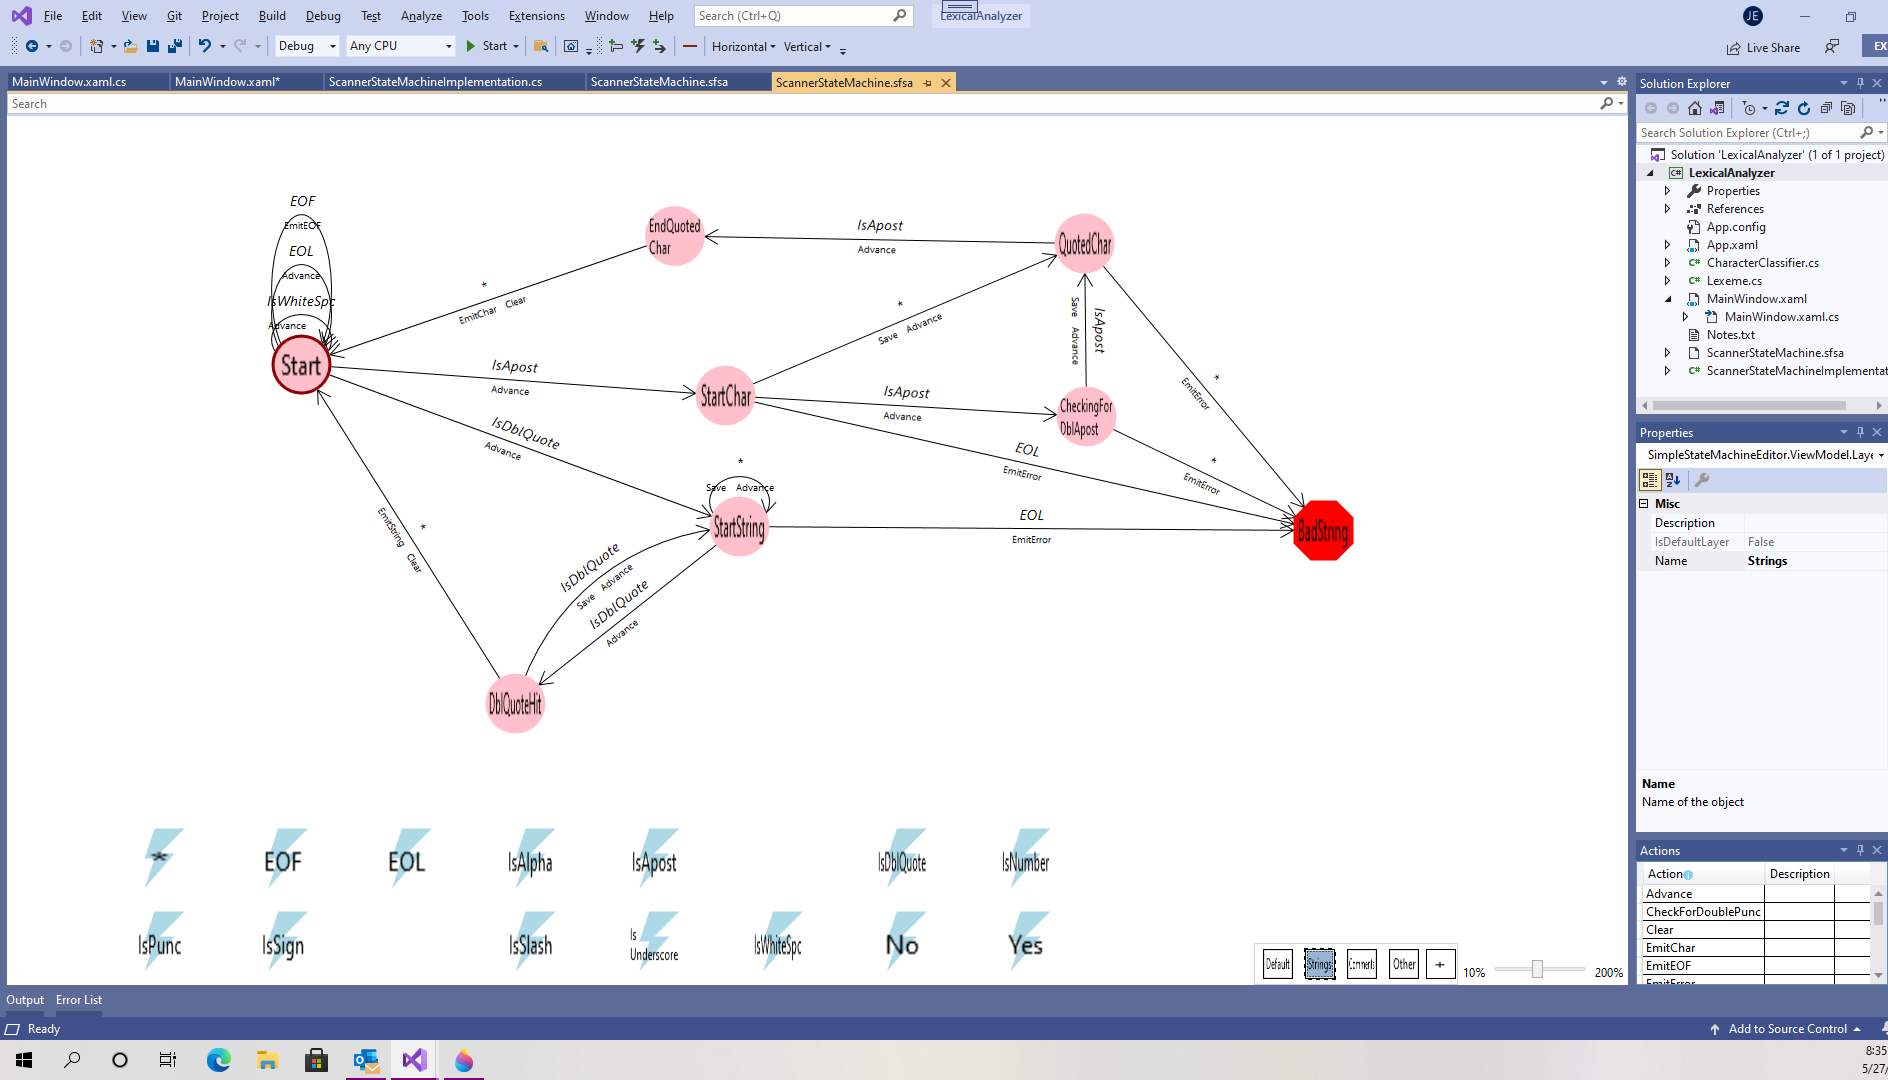 File Edit View Git Project Build Debug Test Analyze Tools Extensions Window Help Search (Ctrl+Q) LexicalAnalyzer JE
Debug Any CPU Start Horizontal Vertical Live Share EX
MainWindow.xaml.cs MainWindow.xaml* ScannerStateMachineImplementation.cs ScannerStateMachine.sfsa ScannerStateMachine.sfsa
Search
EOF
EmitEOF
EOL
Advance
IsWhiteSpc
Advance
Start
EndQuoted
Char
IsApost
Advance
QuotedChar
*
EmitChar Clear
*
Save Advance
IsApost
Save Advance
*
EmitError
IsApost
Advance
StartChar
IsApost
Advance
CheckingFor
DblApost
IsDblQuote
Advance
EOL
EmitError
*
EmitError
*
Save Advance
StartString
EOL
EmitError
BadString
*
EmitString Clear
IsDblQuote
Save Advance
IsDblQuote
Advance
DblQuoteHit
* EOF EOL IsAlpha IsApost IsDblQuote IsNumber
IsPunc IsSign IsSlash Is
Underscore IsWhiteSpc No Yes
Default Strings Comments Other + 10% 200%
Solution Explorer
Search Solution Explorer (Ctrl+;)
Solution 'LexicalAnalyzer' (1 of 1 project)
C# LexicalAnalyzer
Properties
References
App.config
App.xaml
C# CharacterClassifier.cs
C# Lexeme.cs
MainWindow.xaml
MainWindow.xaml.cs
Notes.txt
ScannerStateMachine.sfsa
C# ScannerStateMachineImplementat
Properties
SimpleStateMachineEditor.ViewModel.Laye
Misc
Description
IsDefaultLayer False
Name Strings
Name
Name of the object
Actions
Action Description
Advance
CheckForDoublePunc
Clear
EmitChar
EmitEOF
EmitError
Output Error List
Ready Add to Source Control
8:35
5/27/